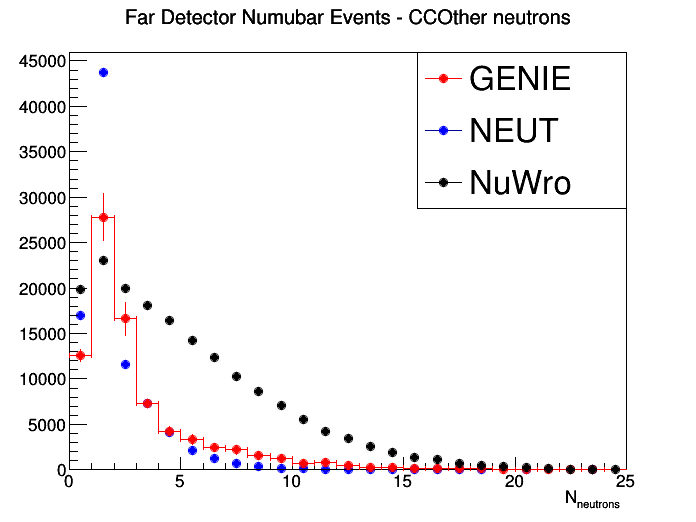 Far Detector Numubar Events - CCOther neutrons
45000
40000
35000
30000
25000
20000
15000
10000
5000
0
GENIE
NEUT
NuWro
0 5 10 15 20 25
N_neutrons